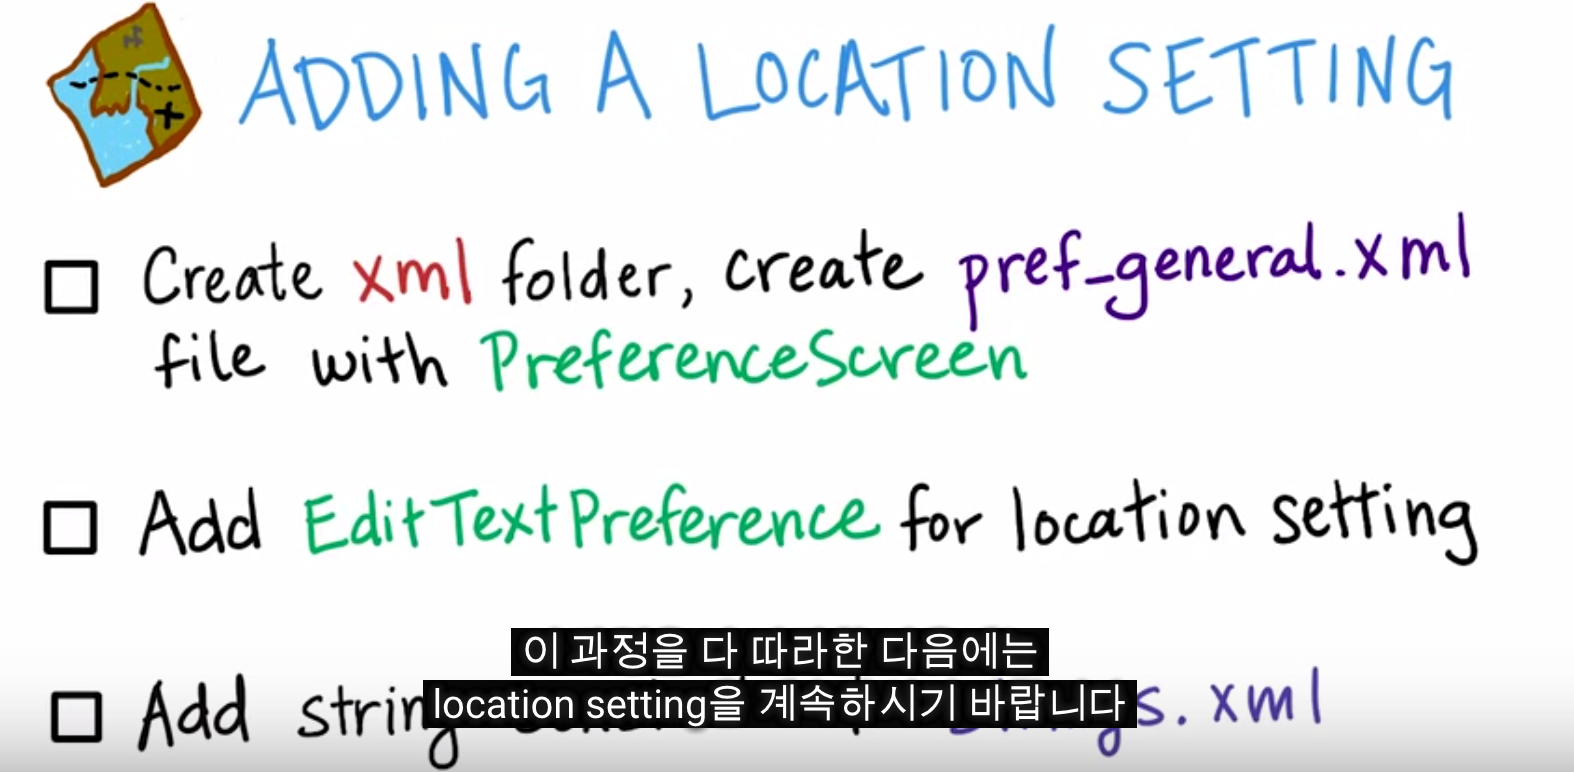 ADDING A LOCATION SETTING
Create xml folder, create pref_general.xml
file with PreferenceScreen
Add EditTextPreference for location setting
이 과정을 다 따라한 다음에는
location setting을 계속하시기 바랍니다
Add .xml